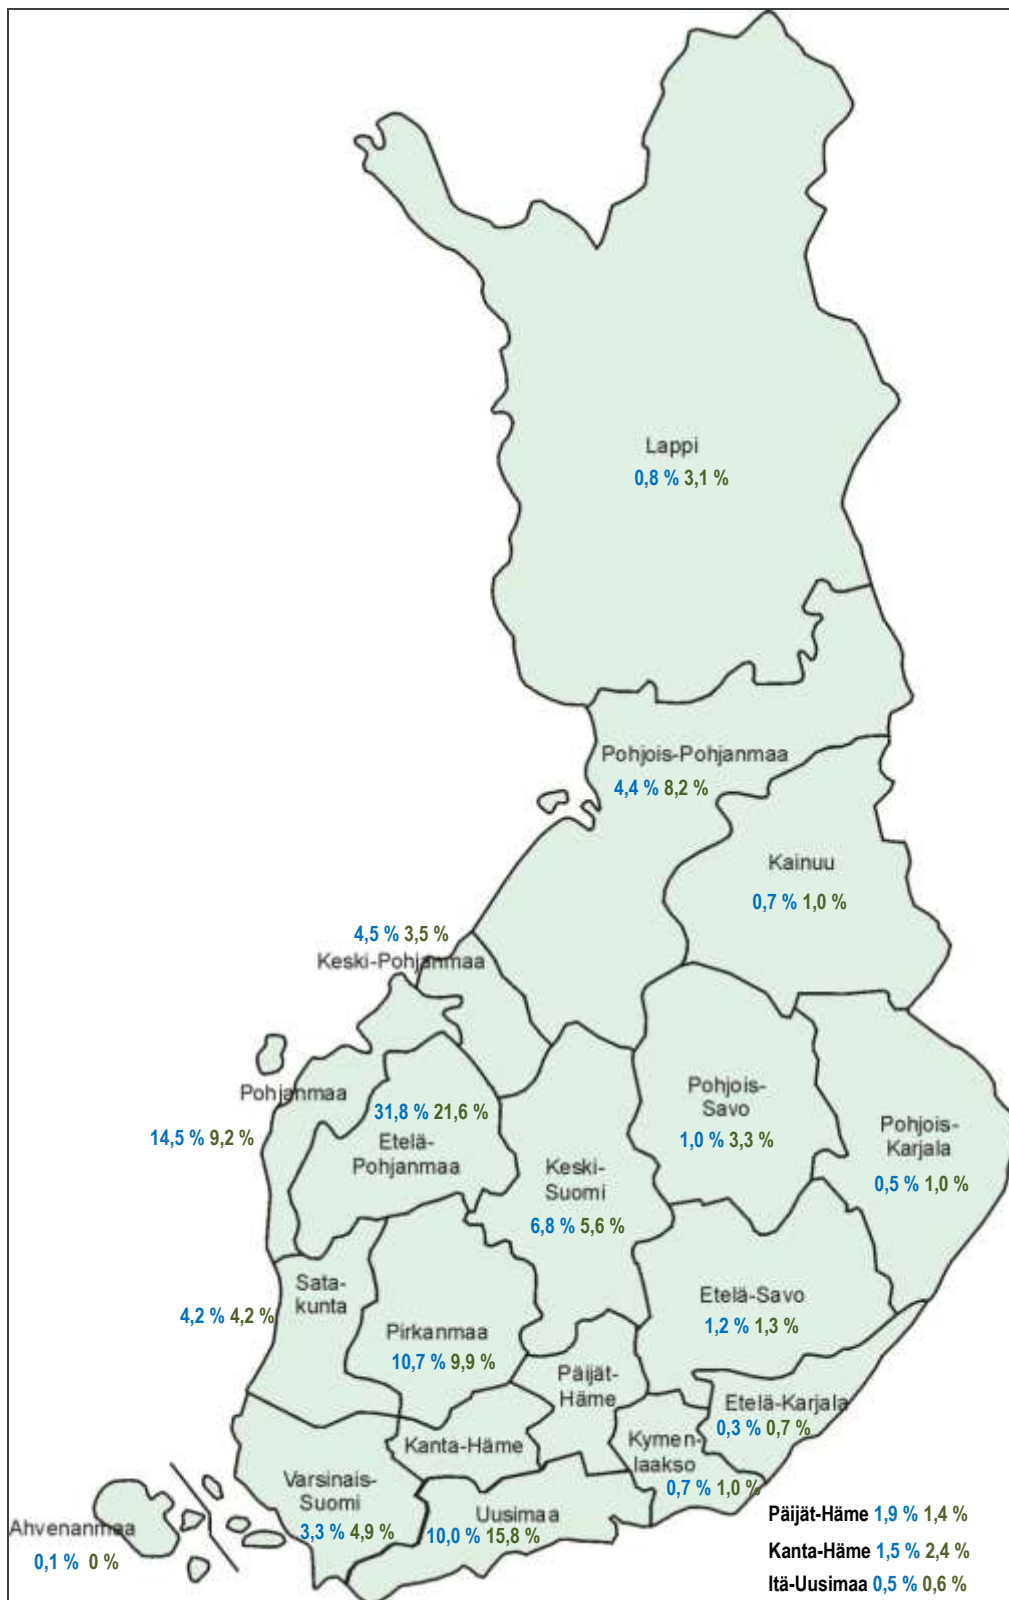 Lappi
0,8 % 3,1 %
Pohjois-Pohjanmaa
4,4 % 8,2 %
Kainuu
0,7 % 1,0 %
4,5 % 3,5 %
Keski-Pohjanmaa
Pohjanmaa
14,5 % 9,2 %
31,8 % 21,6 %
Etelä-
Pohjanmaa
Keski-
Suomi
6,8 % 5,6 %
Pohjois-
Savo
1,0 % 3,3 %
Pohjois-
Karjala
0,5 % 1,0 %
Sata-
kunta
4,2 % 4,2 %
Pirkanmaa
10,7 % 9,9 %
Etelä-Savo
1,2 % 1,3 %
Päijät-
Häme
Etelä-Karjala
0,3 % 0,7 %
Kanta-Häme
Kymen-
laakso
0,7 % 1,0 %
Varsinais-
Suomi
3,3 % 4,9 %
Uusimaa
10,0 % 15,8 %
Ahvenanmaa
0,1 % 0 %
Päijät-Häme 1,9 % 1,4 %
Kanta-Häme 1,5 % 2,4 %
Itä-Uusimaa 0,5 % 0,6 %